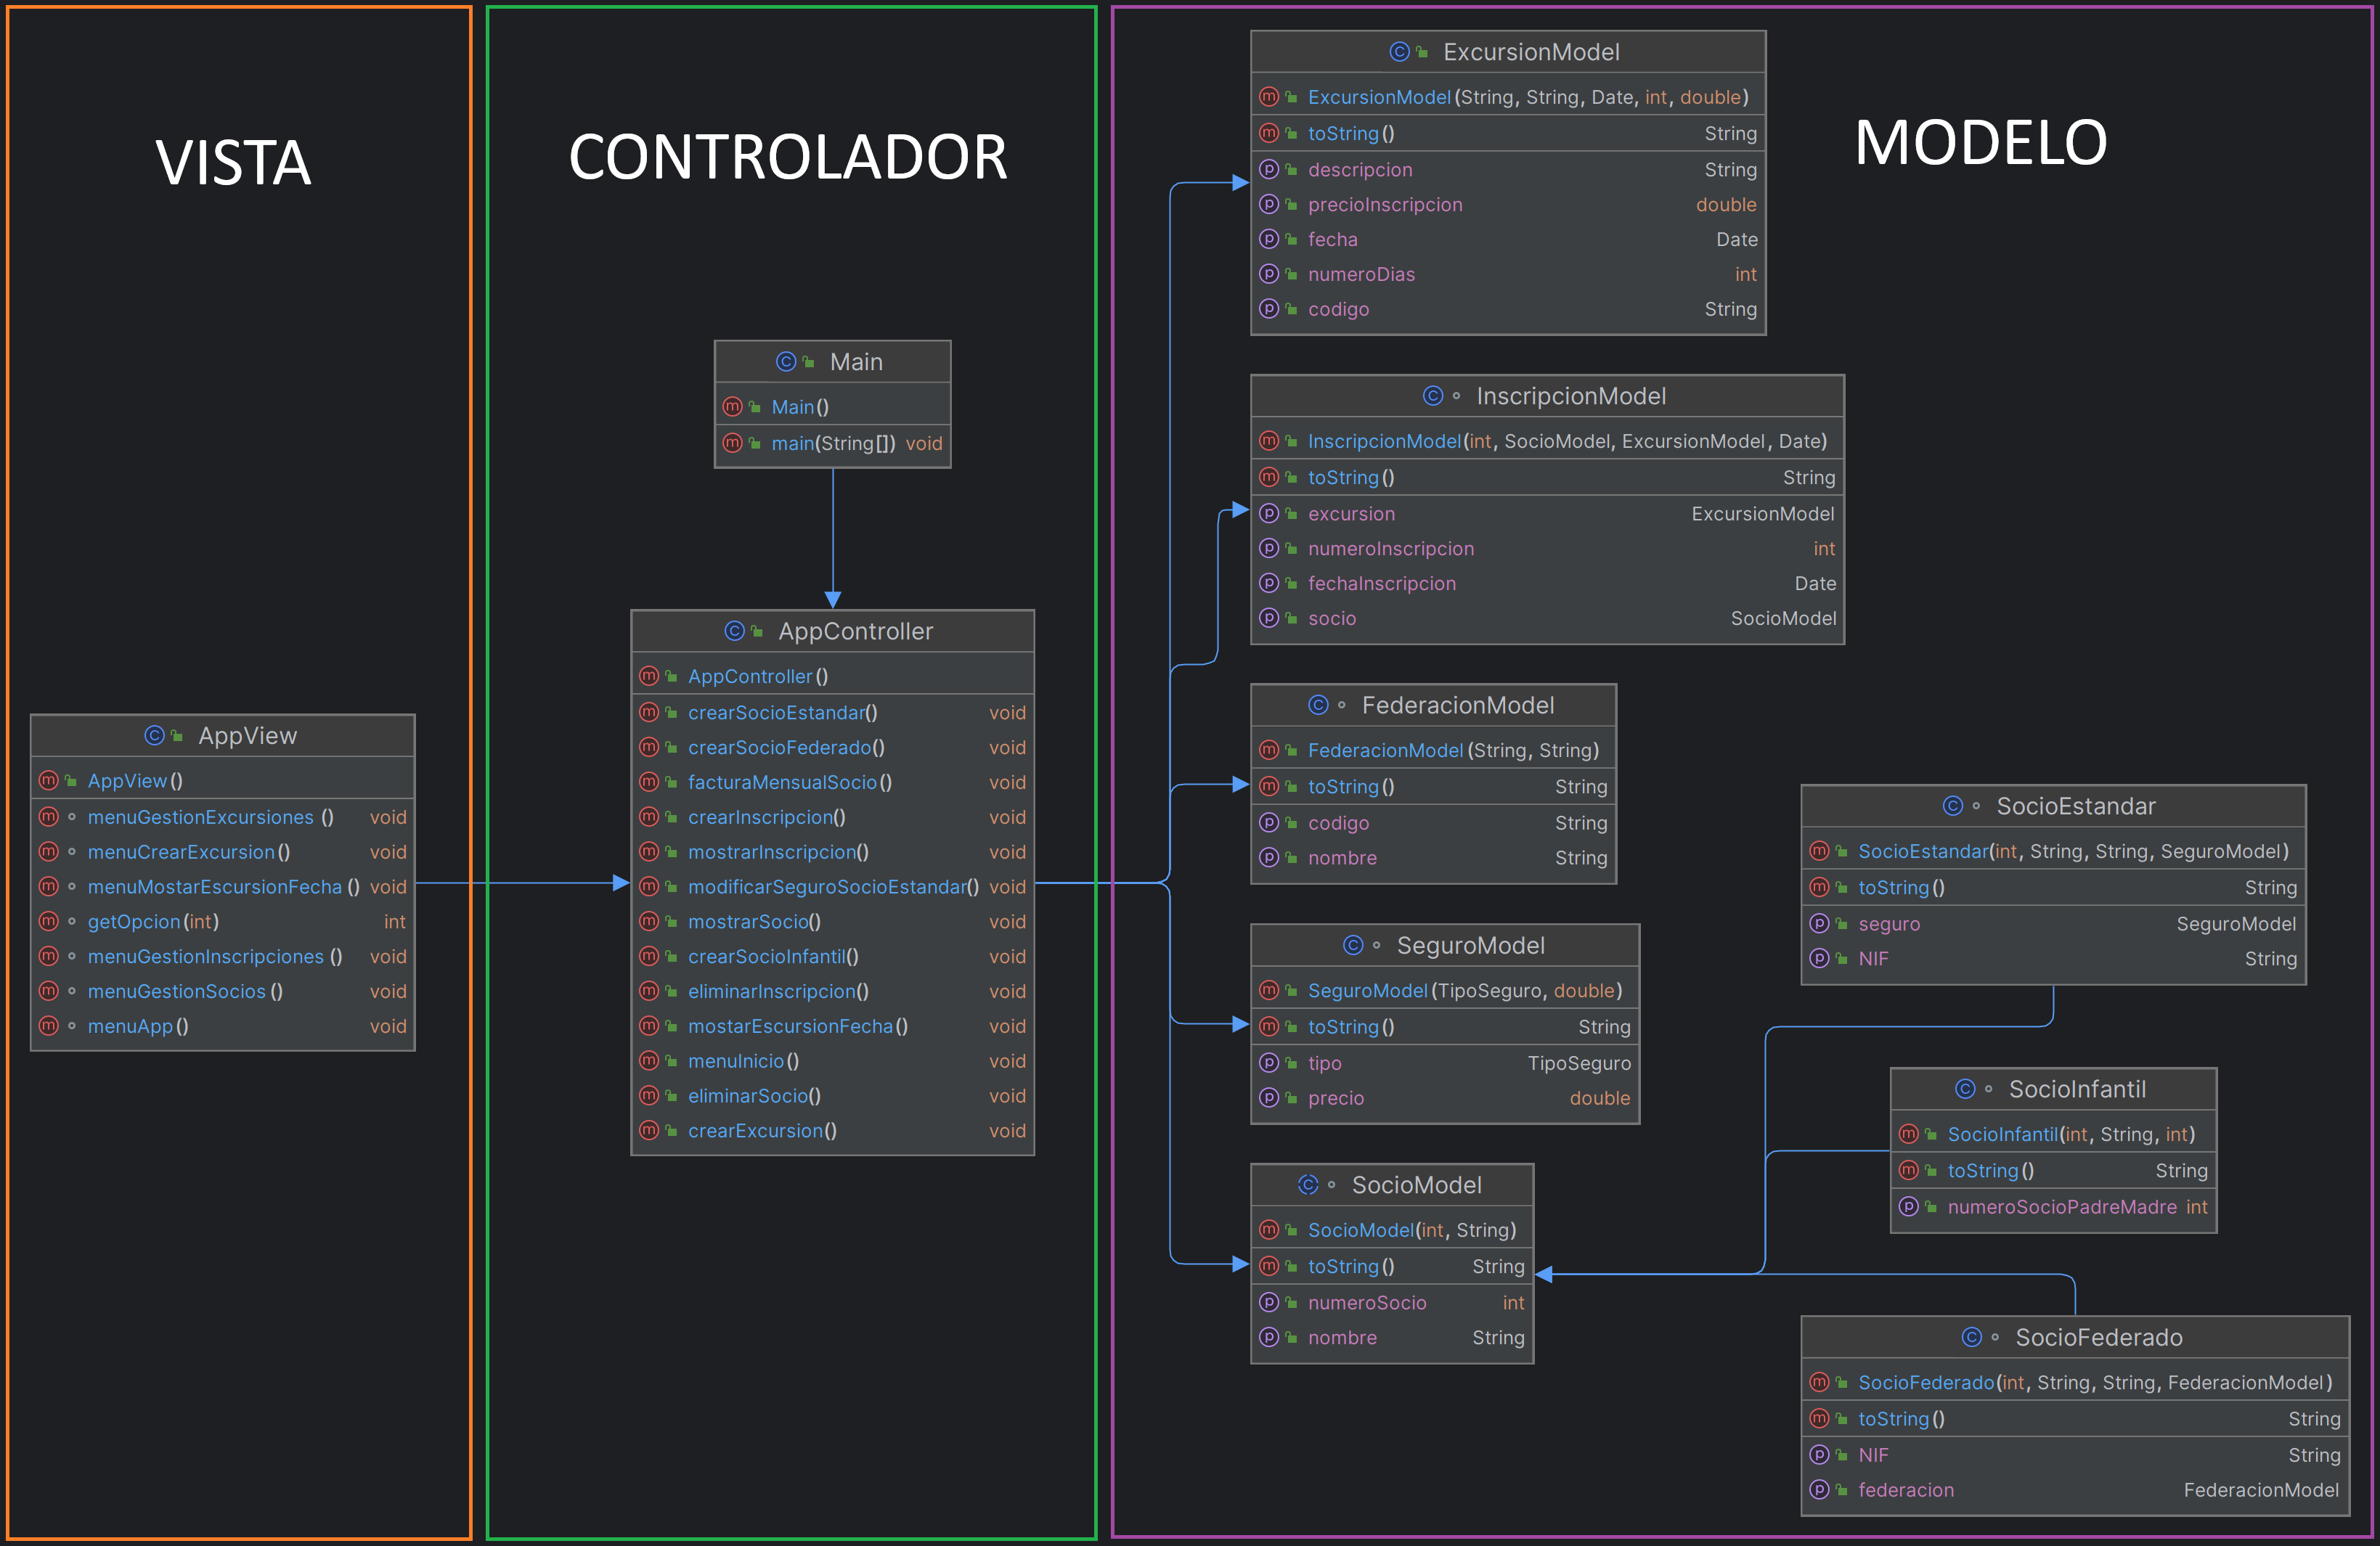 VISTA
AppView
AppView()
menuGestionExcursiones () void
menuCrearExcursion() void
menuMostarEscursionFecha () void
getOpcion(int) int
menuGestionInscripciones () void
menuGestionSocios () void
menuApp() void
CONTROLADOR
Main
Main()
main(String[]) void
AppController
AppController()
crearSocioEstandar() void
crearSocioFederado() void
facturaMensualSocio() void
crearInscripcion() void
mostrarInscripcion() void
modificarSeguroSocioEstandar() void
mostrarSocio() void
crearSocioInfantil() void
eliminarInscripcion() void
mostarEscursionFecha() void
menuInicio() void
eliminarSocio() void
crearExcursion() void
MODELO
ExcursionModel
ExcursionModel(String, String, Date, int, double)
toString() String
descripcion String
precioInscripcion double
fecha Date
numeroDias int
codigo String
InscripcionModel
InscripcionModel(int, SocioModel, ExcursionModel, Date)
toString() String
excursion ExcursionModel
numeroInscripcion int
fechaInscripcion Date
socio SocioModel
FederacionModel
FederacionModel(String, String)
toString() String
codigo String
nombre String
SeguroModel
SeguroModel(TipoSeguro, double)
toString() String
tipo TipoSeguro
precio double
SocioModel
SocioModel(int, String)
toString() String
numeroSocio int
nombre String
SocioEstandar
SocioEstandar(int, String, String, SeguroModel)
toString() String
seguro SeguroModel
NIF String
SocioInfantil
SocioInfantil(int, String, int)
toString() String
numeroSocioPadreMadre int
SocioFederado
SocioFederado(int, String, String, FederacionModel)
toString() String
NIF String
federacion FederacionModel